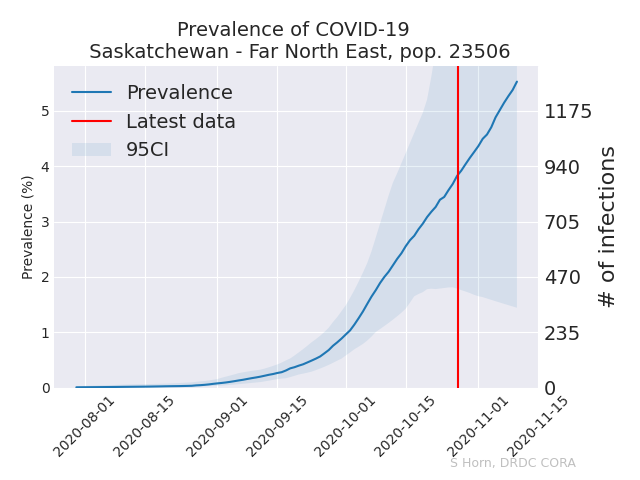 Prevalence of COVID-19
Saskatchewan - Far North East, pop. 23506
Prevalence
Latest data
95CI
Prevalence (%)
5
4
3
2
1
0
1175
940
705
470
235
0
# of infections
2020-08-01
2020-08-15
2020-09-01
2020-09-15
2020-10-01
2020-10-15
2020-11-01
2020-11-15
S Horn, DRDC CORA